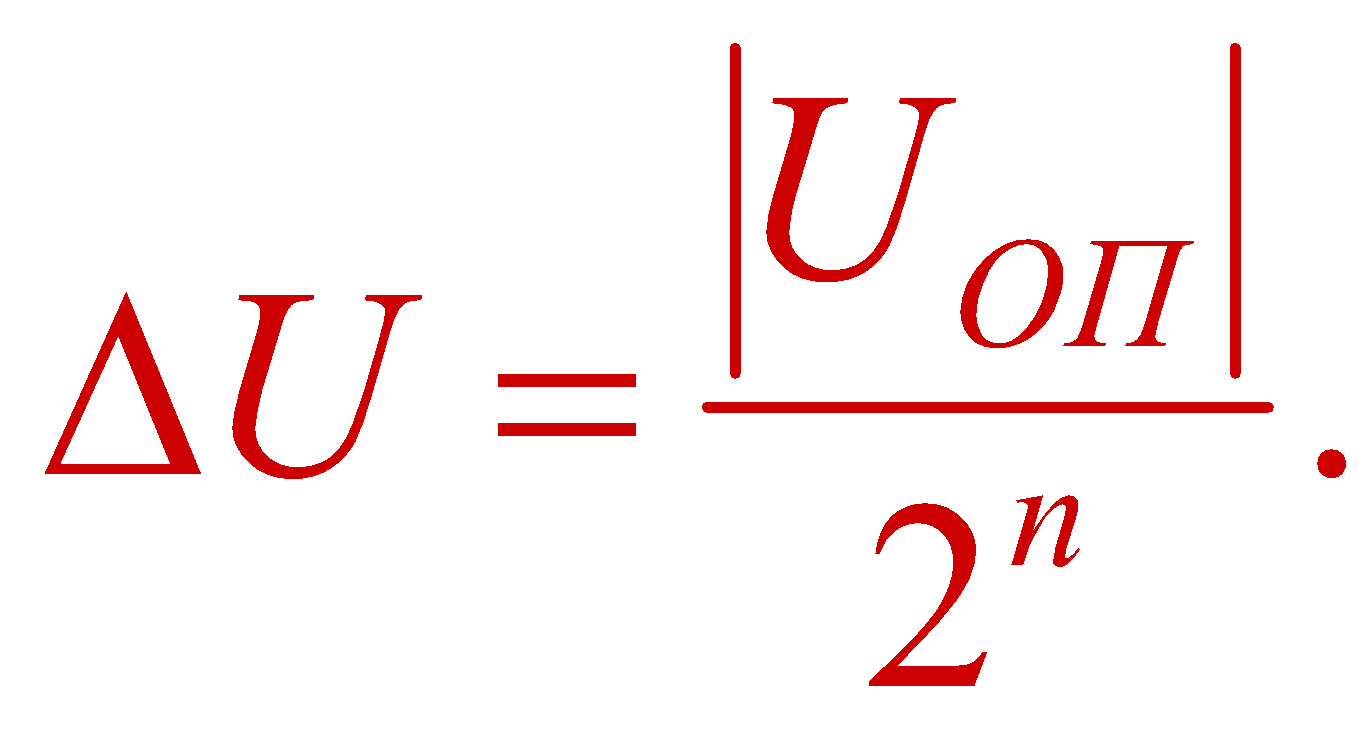 ΔU = |U_ОП| / 2^n .